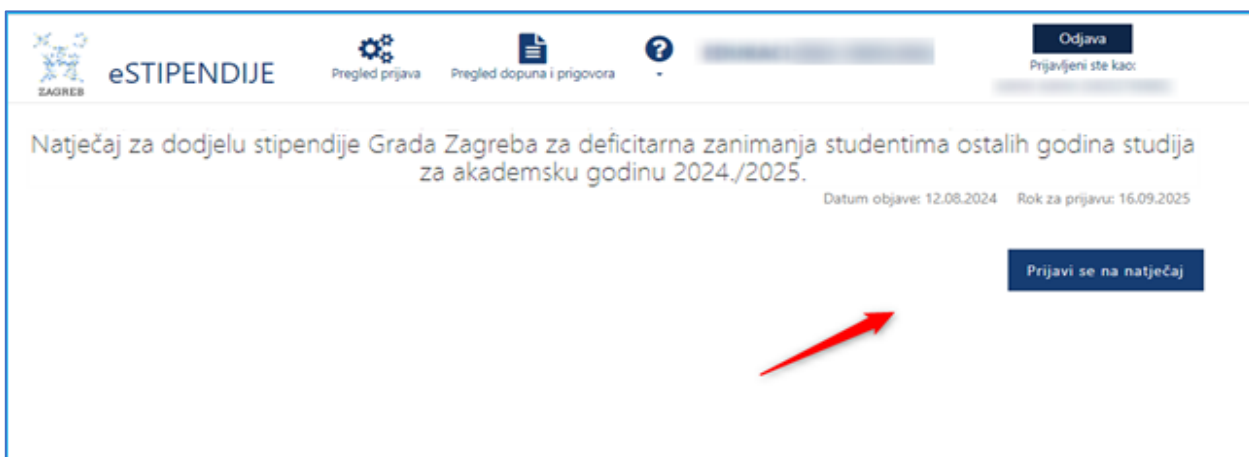 ZAGREB
eSTIPENDIJE
Pregled prijava
Pregled dopuna i prigovora
?
Odjava
Prijavljeni ste kao:
Natječaj za dodjelu stipendije Grada Zagreba za deficitarna zanimanja studentima ostalih godina studija
za akademsku godinu 2024./2025.
Datum objave: 12.08.2024 Rok za prijavu: 16.09.2025
Prijavi se na natječaj